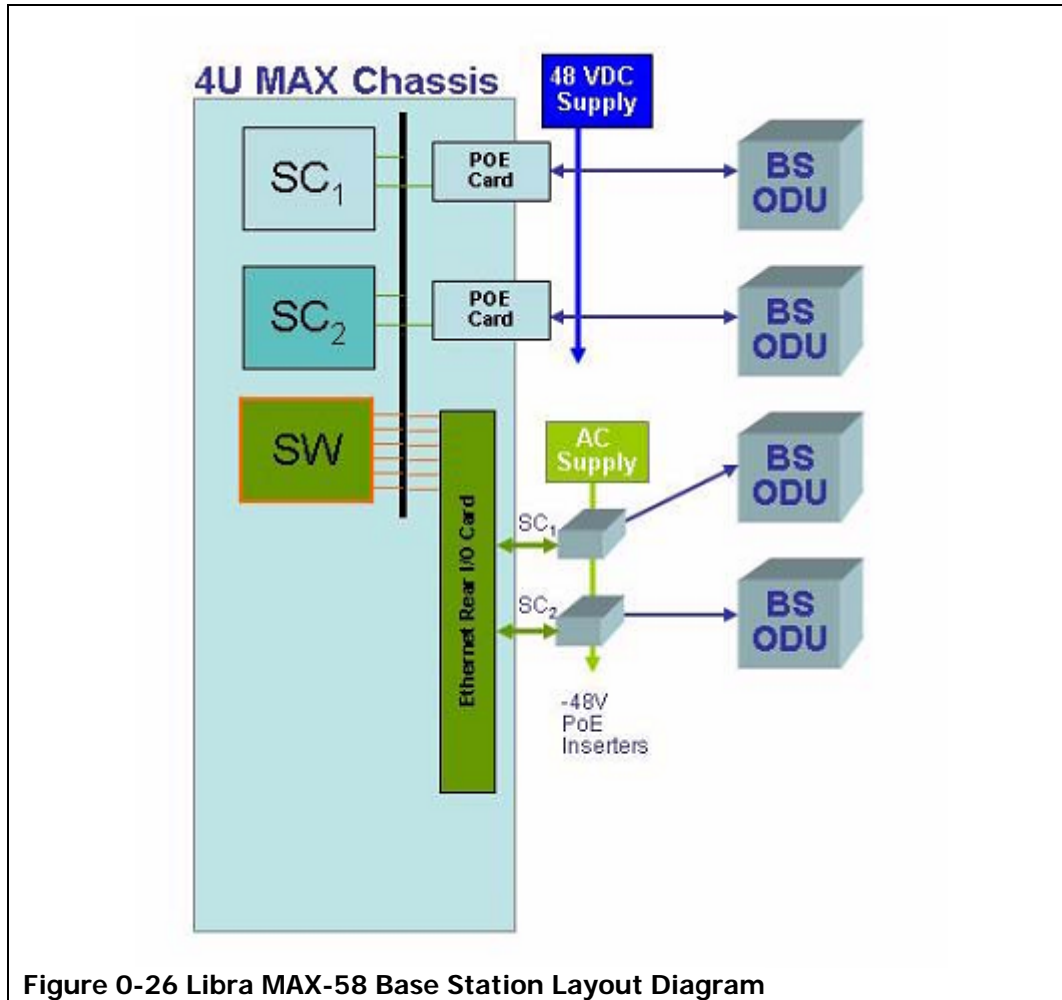 4U MAX Chassis
48 VDC
Supply
SC₁
POE
Card
BS
ODU
SC₂
POE
Card
BS
ODU
SW
Ethernet Rear I/O Card
AC
Supply
SC₁
BS
ODU
SC₂
BS
ODU
-48V
PoE
Inserters
Figure 0-26 Libra MAX-58 Base Station Layout Diagram